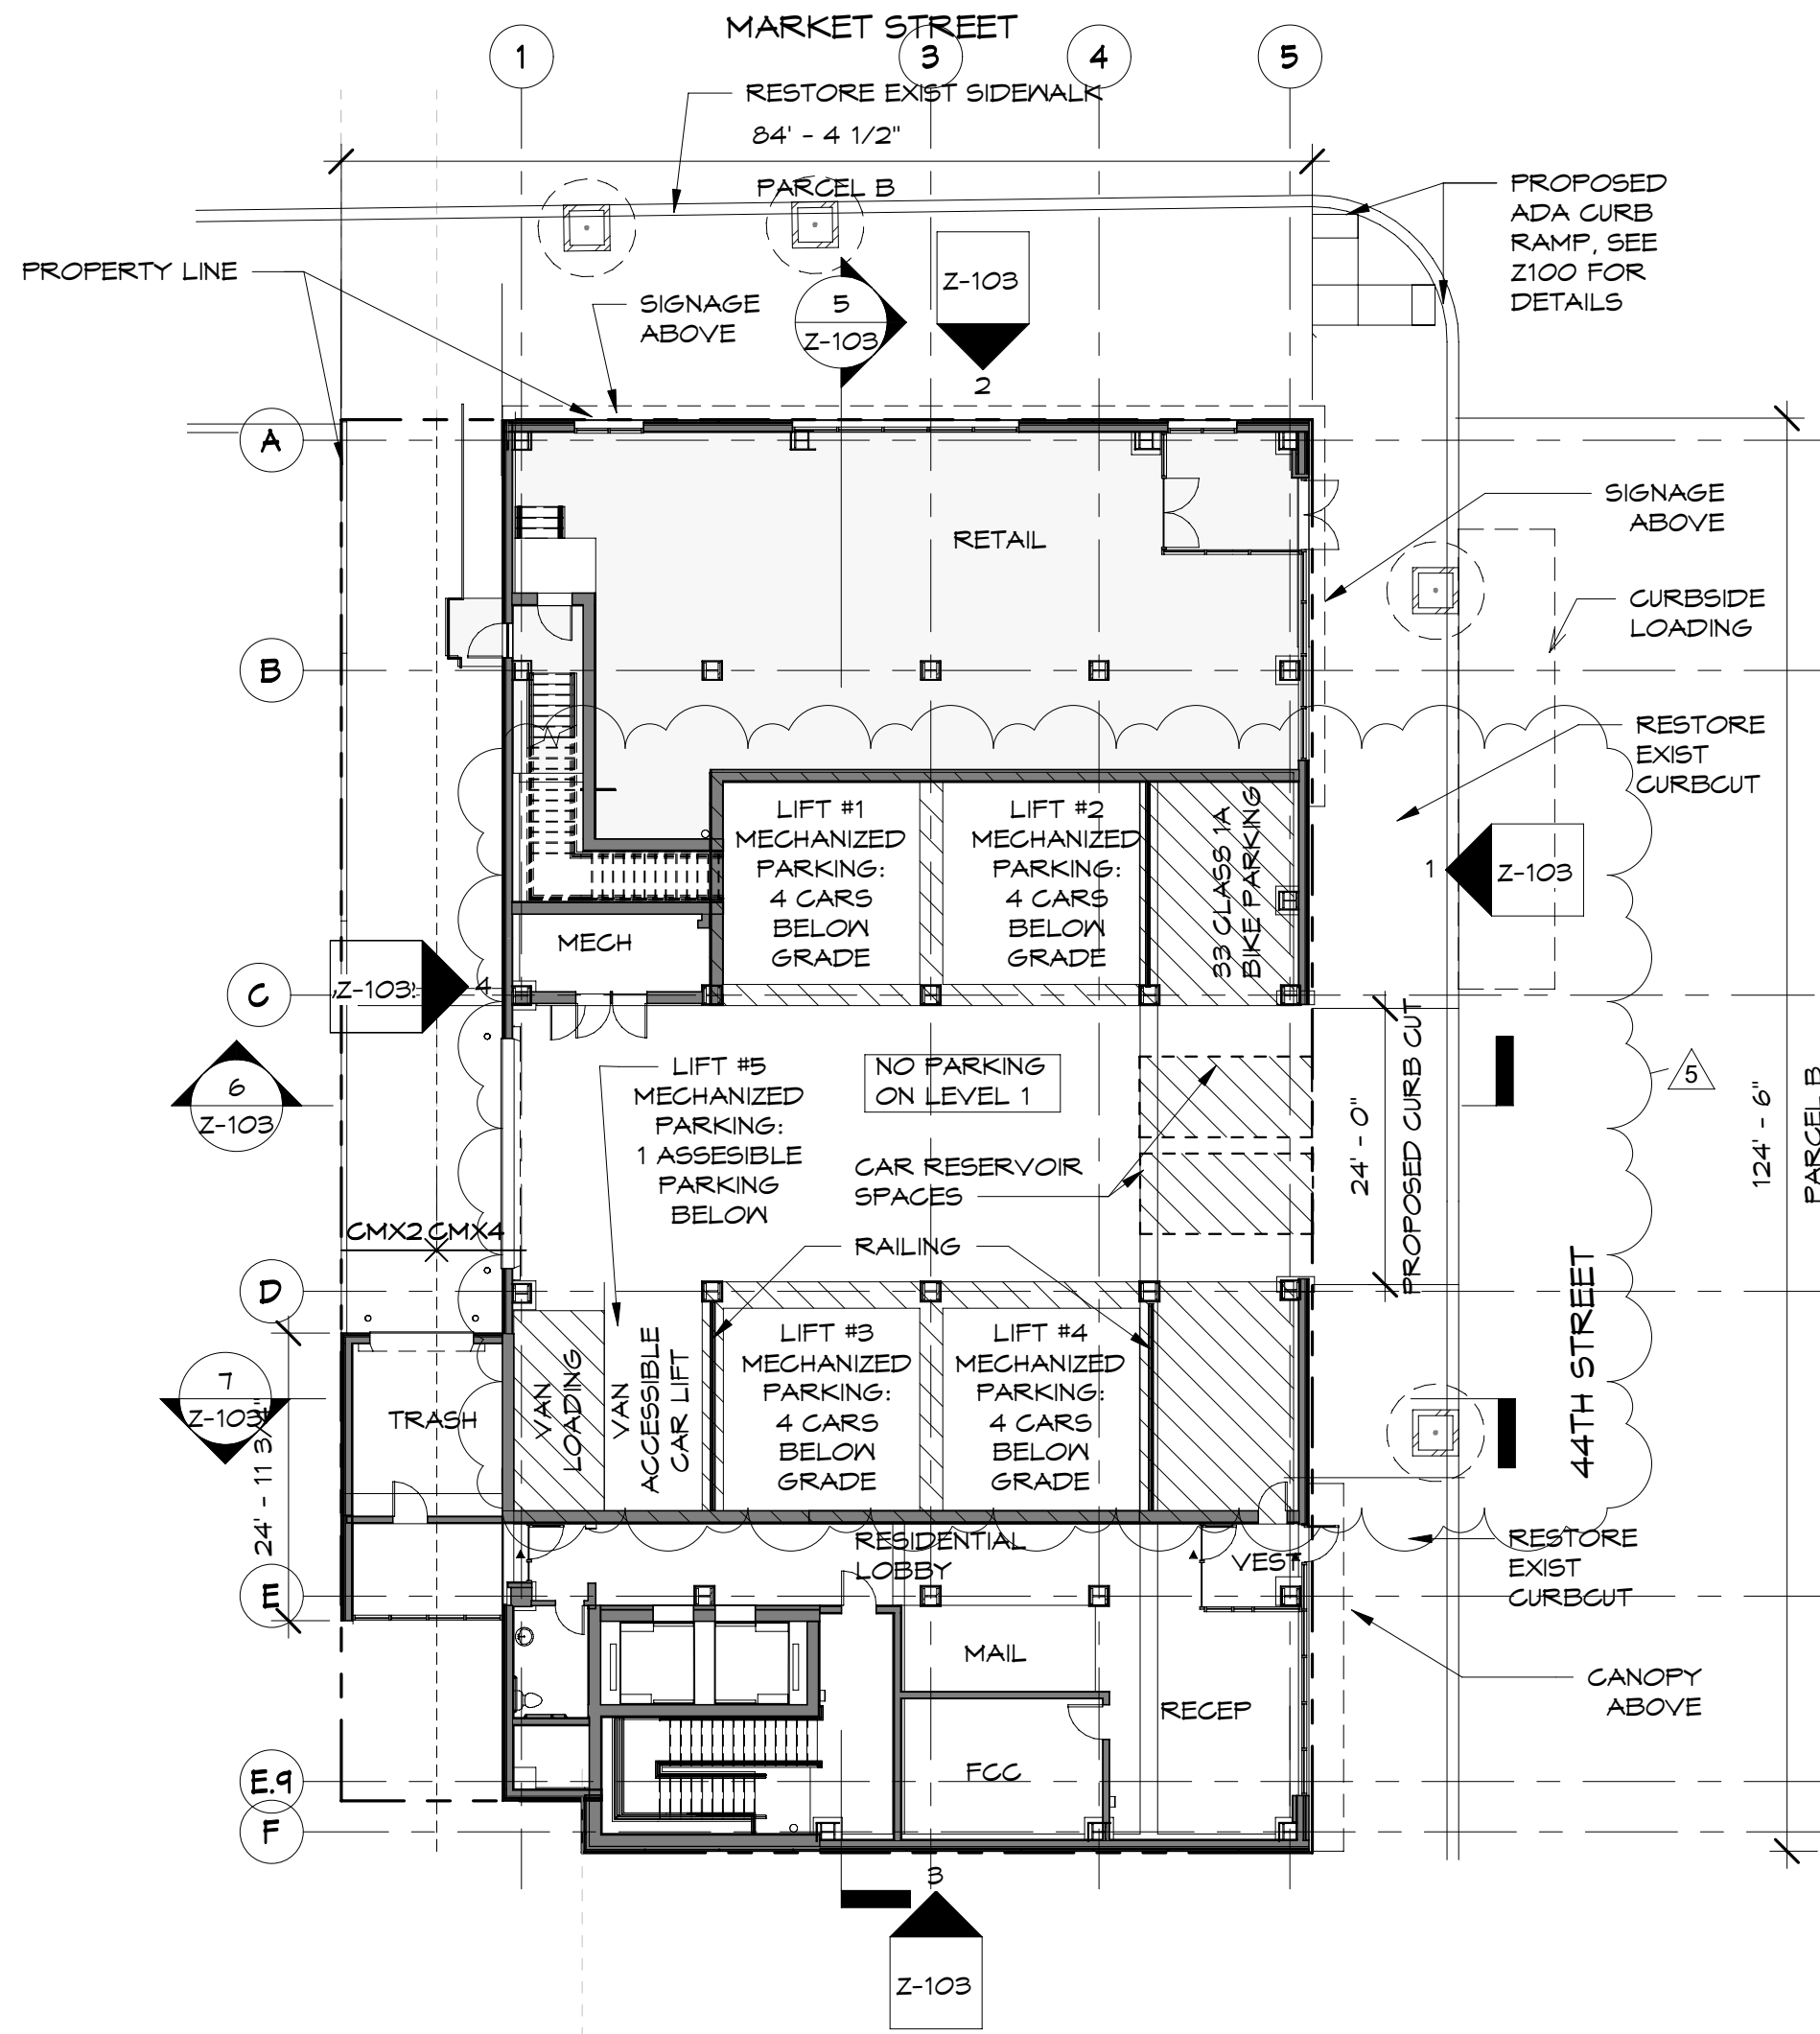 MARKET STREET
1
3
4
5
RESTORE EXIST SIDEWALK
84' - 4 1/2"
PARCEL B
PROPOSED
ADA CURB
RAMP, SEE
Z100 FOR
DETAILS
PROPERTY LINE
SIGNAGE
ABOVE
5
Z-103
Z-103
2
A
RETAIL
SIGNAGE
ABOVE
CURBSIDE
LOADING
B
RESTORE
EXIST
CURBCUT
LIFT #1
MECHANIZED
PARKING:
4 CARS
BELOW
GRADE
LIFT #2
MECHANIZED
PARKING:
4 CARS
BELOW
GRADE
33 CLASS 1A
BIKE PARKING
1
Z-103
MECH
Z-103
4
C
6
Z-103
LIFT #5
MECHANIZED
PARKING:
1 ASSESIBLE
PARKING
BELOW
NO PARKING
ON LEVEL 1
CAR RESERVOIR
SPACES
24' - 0"
PROPOSED CURB CUT
5
124' - 6"
PARCEL B
CMX2
CMX4
RAILING
D
44TH STREET
7
Z-103
24' - 11 3/4"
TRASH
VAN
LOADING
VAN
ACCESSIBLE
CAR LIFT
LIFT #3
MECHANIZED
PARKING:
4 CARS
BELOW
GRADE
LIFT #4
MECHANIZED
PARKING:
4 CARS
BELOW
GRADE
RESIDENTIAL
LOBBY
VEST
RESTORE
EXIST
CURBCUT
E
MAIL
RECEP
CANOPY
ABOVE
FCC
E.9
F
3
Z-103